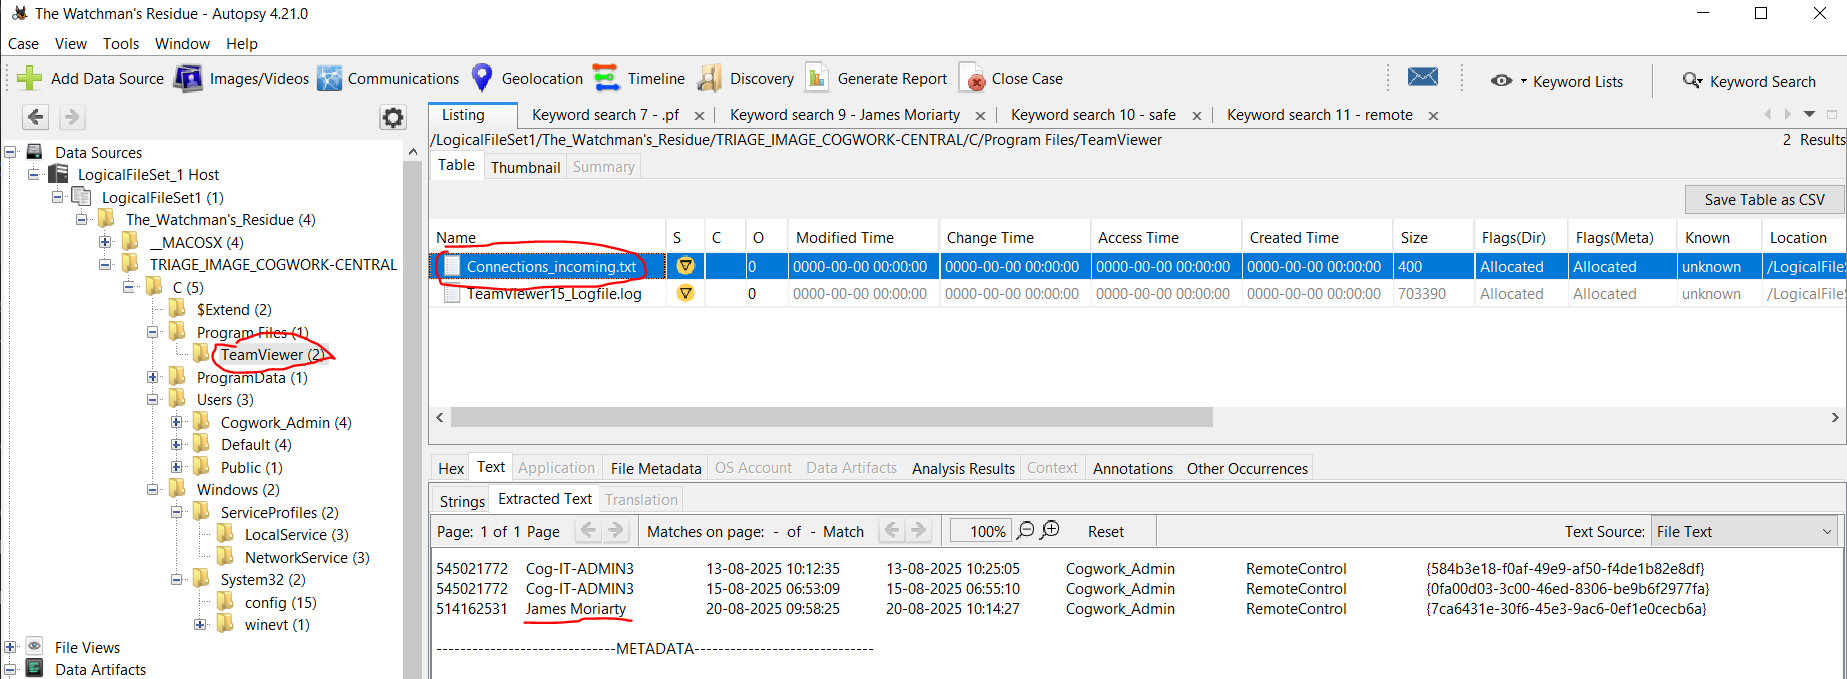 The Watchman's Residue - Autopsy 4.21.0
Case View Tools Window Help
Add Data Source Images/Videos Communications Geolocation Timeline Discovery Generate Report Close Case Keyword Lists Keyword Search
Listing Keyword search 7 - .pf Keyword search 9 - James Moriarty Keyword search 10 - safe Keyword search 11 - remote
/LogicalFileSet1/The_Watchman's_Residue/TRIAGE_IMAGE_COGWORK-CENTRAL/C/Program Files/TeamViewer
2 Results
Table Thumbnail Summary
Save Table as CSV
Name S C O Modified Time Change Time Access Time Created Time Size Flags(Dir) Flags(Meta) Known Location
Connections_incoming.txt 0 0000-00-00 00:00:00 0000-00-00 00:00:00 0000-00-00 00:00:00 0000-00-00 00:00:00 400 Allocated Allocated unknown /LogicalFile
TeamViewer15_Logfile.log 0 0000-00-00 00:00:00 0000-00-00 00:00:00 0000-00-00 00:00:00 0000-00-00 00:00:00 703390 Allocated Allocated unknown /LogicalFile
Data Sources
LogicalFileSet_1 Host
LogicalFileSet1 (1)
The_Watchman's_Residue (4)
__MACOSX (4)
TRIAGE_IMAGE_COGWORK-CENTRAL
C (5)
$Extend (2)
Program Files (1)
TeamViewer (2)
ProgramData (1)
Users (3)
Cogwork_Admin (4)
Default (4)
Public (1)
Windows (2)
ServiceProfiles (2)
LocalService (3)
NetworkService (3)
System32 (2)
config (15)
winevt (1)
File Views
Data Artifacts
Hex Text Application File Metadata OS Account Data Artifacts Analysis Results Context Annotations Other Occurrences
Strings Extracted Text Translation
Page: 1 of 1 Page Matches on page: - of - Match 100% Reset Text Source: File Text
545021772 Cog-IT-ADMIN3 13-08-2025 10:12:35 13-08-2025 10:25:05 Cogwork_Admin RemoteControl {584b3e18-f0af-49e9-af50-f4de1b82e8df}
545021772 Cog-IT-ADMIN3 15-08-2025 06:53:09 15-08-2025 06:55:10 Cogwork_Admin RemoteControl {0fa00d03-3c00-46ed-8306-be9b6f2977fa}
514162531 James Moriarty 20-08-2025 09:58:25 20-08-2025 10:14:27 Cogwork_Admin RemoteControl {7ca6431e-30f6-45e3-9ac6-0ef1e0cecb6a}
------------------------------METADATA------------------------------